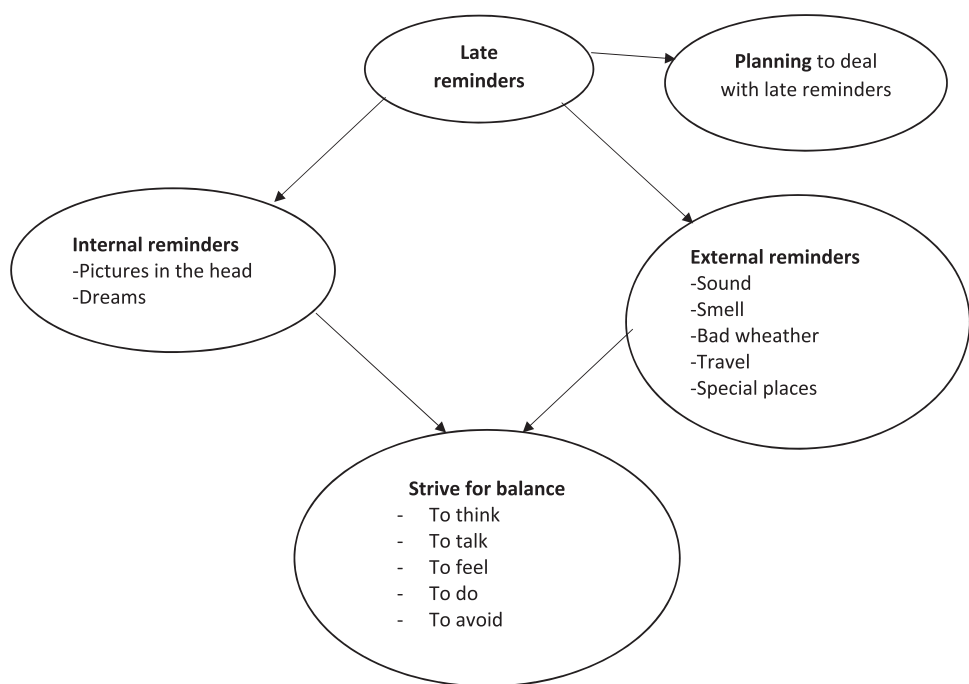 Late
reminders
Planning to deal
with late reminders
Internal reminders
-Pictures in the head
-Dreams
External reminders
-Sound
-Smell
-Bad wheather
-Travel
-Special places
Strive for balance
- To think
- To talk
- To feel
- To do
- To avoid